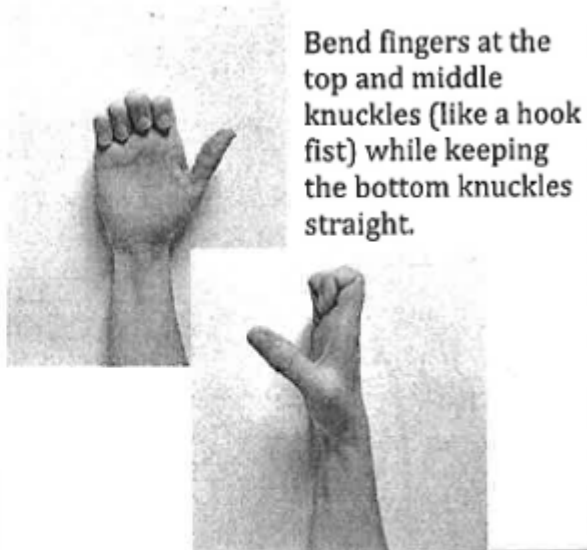 Bend fingers at the
top and middle
knuckles (like a hook
fist) while keeping
the bottom knuckles
straight.